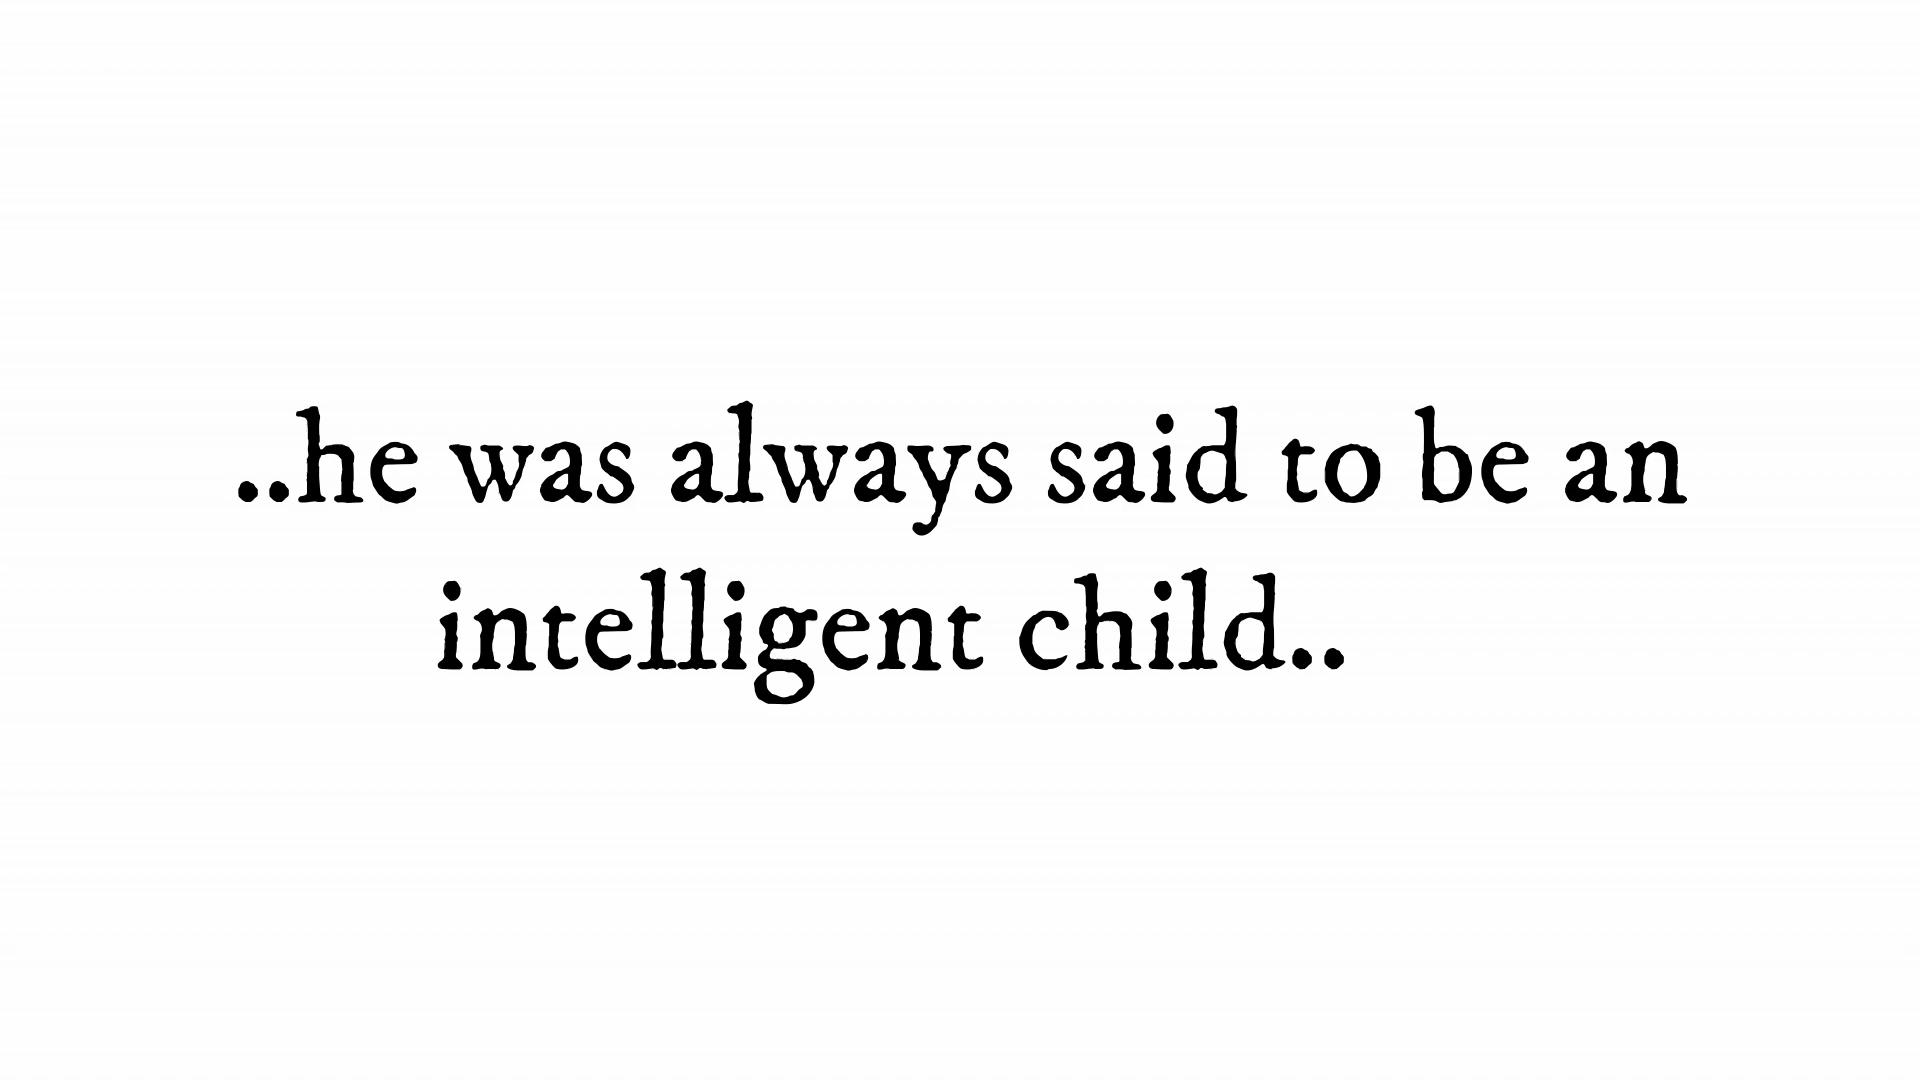 ..he was always said to be an
intelligent child..